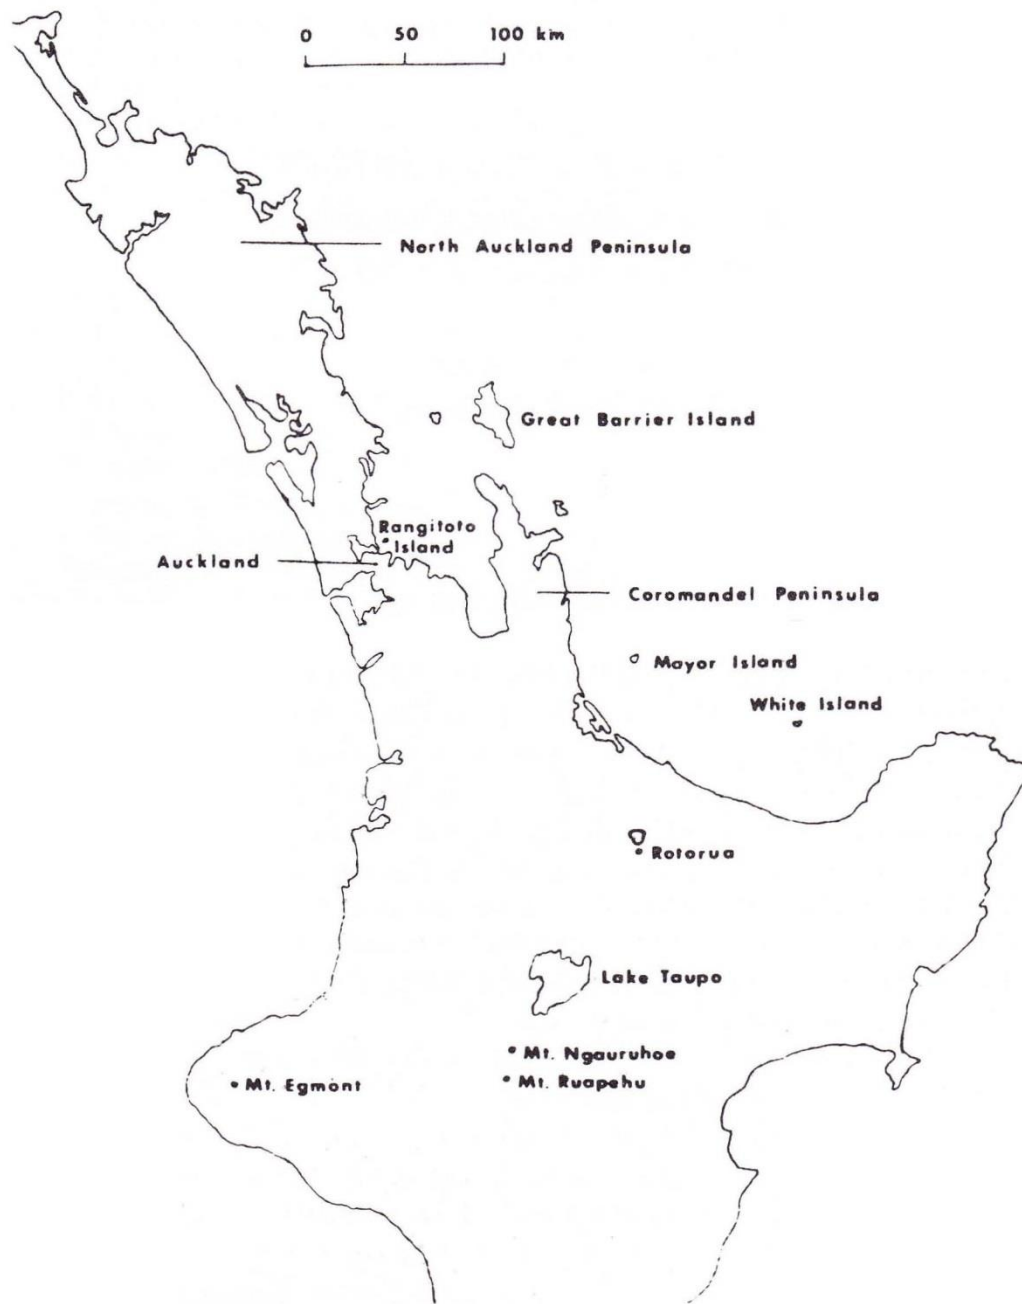 0 50 100 km
North Auckland Peninsula
Great Barrier Island
Rangitoto
Island
Auckland
Coromandel Peninsula
Mayor Island
White Island
Rotorua
Lake Taupo
Mt. Ngauruhoe
Mt. Egmont
Mt. Ruapehu